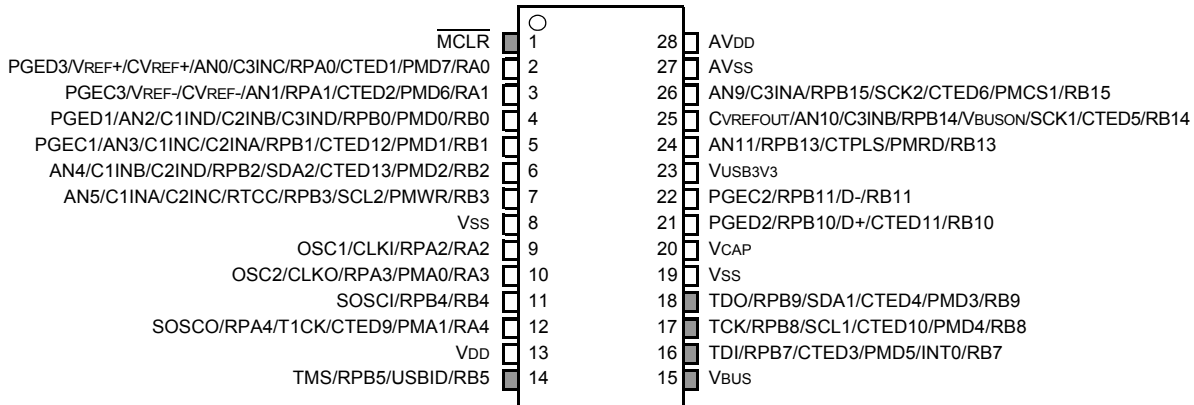 MCLR 1 28 AVDD
PGED3/VREF+/CVREF+/AN0/C3INC/RPA0/CTED1/PMD7/RA0 2 27 AVSS
PGEC3/VREF-/CVREF-/AN1/RPA1/CTED2/PMD6/RA1 3 26 AN9/C3INA/RPB15/SCK2/CTED6/PMCS1/RB15
PGED1/AN2/C1IND/C2INB/C3IND/RPB0/PMD0/RB0 4 25 CVREFOUT/AN10/C3INB/RPB14/VBUSON/SCK1/CTED5/RB14
PGEC1/AN3/C1INC/C2INA/RPB1/CTED12/PMD1/RB1 5 24 AN11/RPB13/CTPLS/PMRD/RB13
AN4/C1INB/C2IND/RPB2/SDA2/CTED13/PMD2/RB2 6 23 VUSB3V3
AN5/C1INA/C2INC/RTCC/RPB3/SCL2/PMWR/RB3 7 22 PGEC2/RPB11/D-/RB11
VSS 8 21 PGED2/RPB10/D+/CTED11/RB10
OSC1/CLKI/RPA2/RA2 9 20 VCAP
OSC2/CLKO/RPA3/PMA0/RA3 10 19 VSS
SOSCI/RPB4/RB4 11 18 TDO/RPB9/SDA1/CTED4/PMD3/RB9
SOSCO/RPA4/T1CK/CTED9/PMA1/RA4 12 17 TCK/RPB8/SCL1/CTED10/PMD4/RB8
VDD 13 16 TDI/RPB7/CTED3/PMD5/INT0/RB7
TMS/RPB5/USBID/RB5 14 15 VBUS